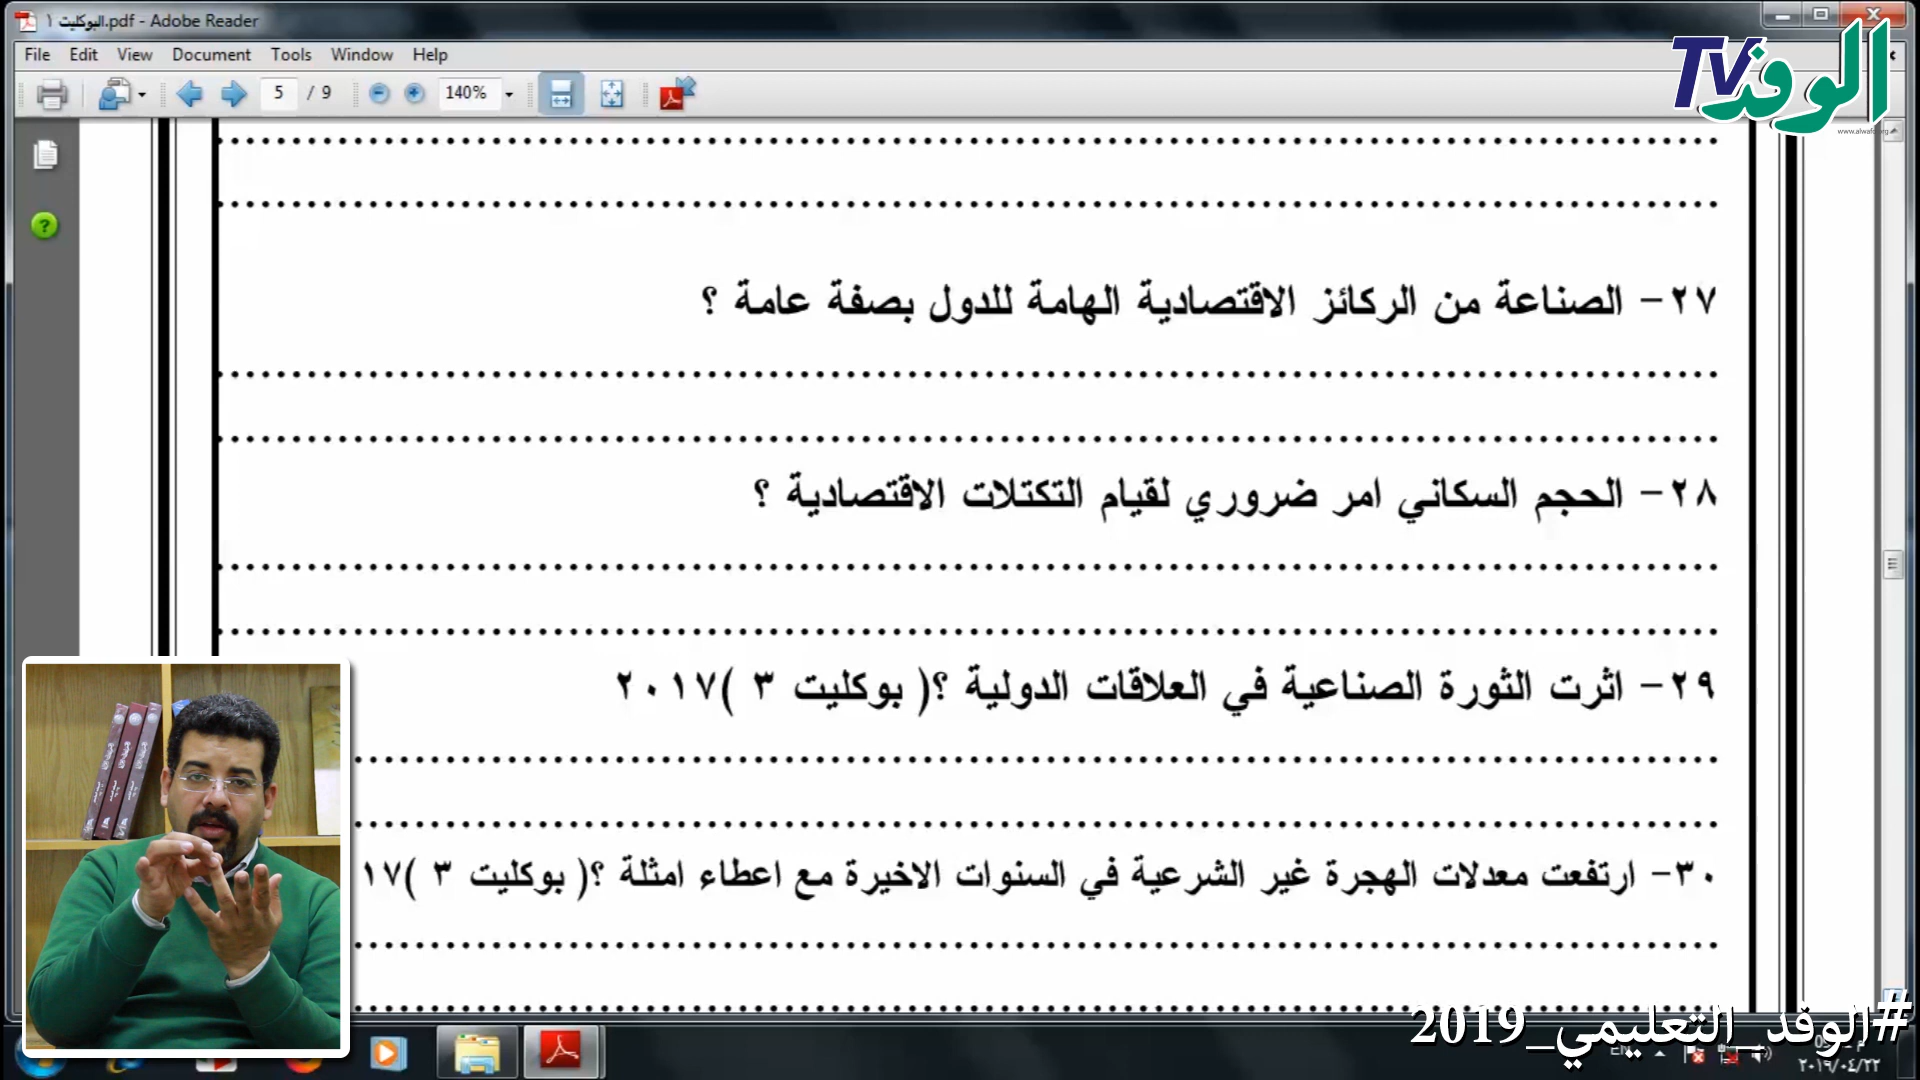 البوكليت ١.pdf - Adobe Reader
File Edit View Document Tools Window Help
5 / 9 140%
الوفد TV
٢٧- الصناعة من الركائز الاقتصادية الهامة للدول بصفة عامة ؟
٢٨- الحجم السكاني امر ضروري لقيام التكتلات الاقتصادية ؟
٢٩- اثرت الثورة الصناعية في العلاقات الدولية ؟( بوكليت ٣ )٢٠١٧
٣٠- ارتفعت معدلات الهجرة غير الشرعية في السنوات الاخيرة مع اعطاء امثلة ؟( بوكليت ٣ )١٧
#الوفد_التعليمي_2019
EN
٢٠١٩/٠٤/٢٢